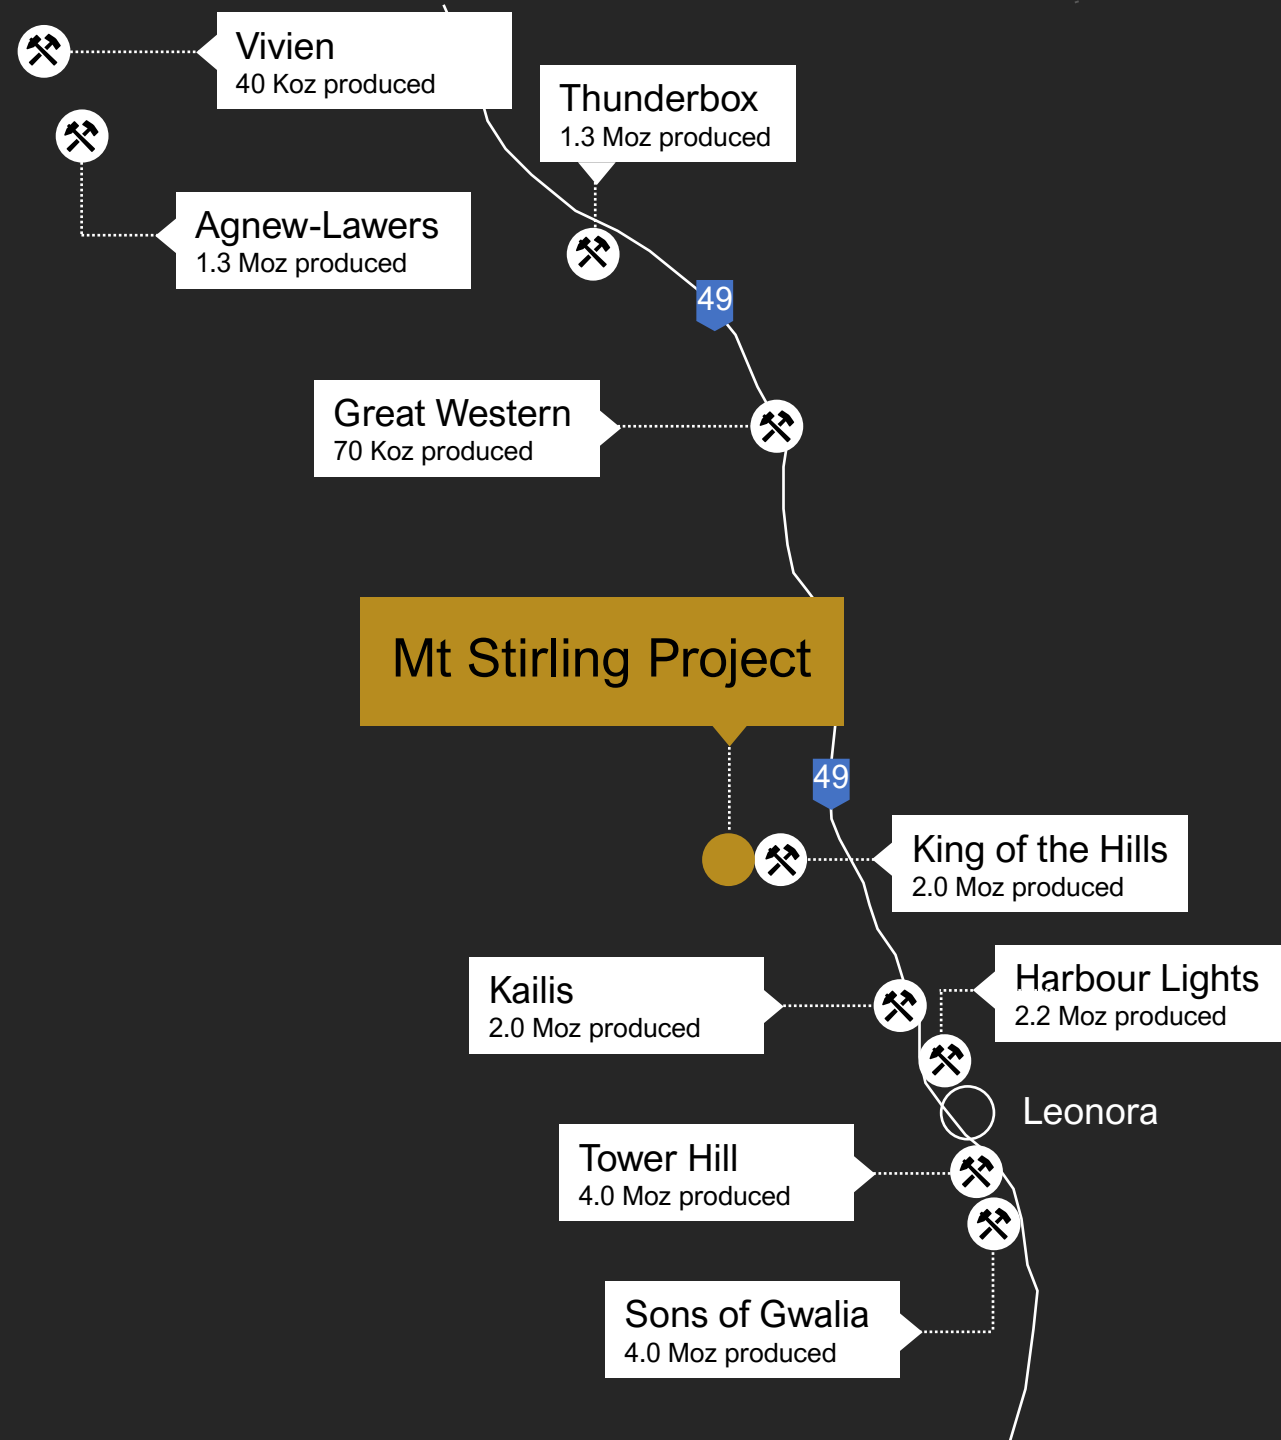 Vivien
40 Koz produced
Thunderbox
1.3 Moz produced
Agnew-Lawers
1.3 Moz produced
49
Great Western
70 Koz produced
Mt Stirling Project
49
King of the Hills
2.0 Moz produced
Harbour Lights
2.2 Moz produced
Kailis
2.0 Moz produced
Leonora
Tower Hill
4.0 Moz produced
Sons of Gwalia
4.0 Moz produced